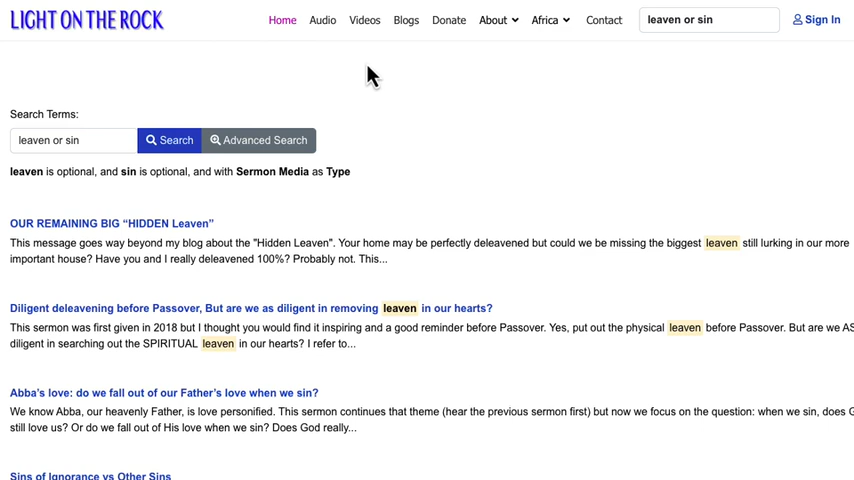 LIGHT ON THE ROCK
Home Audio Videos Blogs Donate About Africa Contact leaven or sin Sign In
Search Terms:
leaven or sin Search Advanced Search
leaven is optional, and sin is optional, and with Sermon Media as Type
OUR REMAINING BIG “HIDDEN Leaven”
This message goes way beyond my blog about the "Hidden Leaven". Your home may be perfectly deleavened but could we be missing the biggest leaven still lurking in our more
important house? Have you and I really deleavened 100%? Probably not. This...
Diligent deleavening before Passover, But are we as diligent in removing leaven in our hearts?
This sermon was first given in 2018 but I thought you would find it inspiring and a good reminder before Passover. Yes, put out the physical leaven before Passover. But are we AS
diligent in searching out the SPIRITUAL leaven in our hearts? I refer to...
Abba’s love: do we fall out of our Father’s love when we sin?
We know Abba, our heavenly Father, is love personified. This sermon continues that theme (hear the previous sermon first) but now we focus on the question: when we sin, does
still love us? Or do we fall out of His love when we sin? Does God really...
Sins of Ignorance vs Other Sins